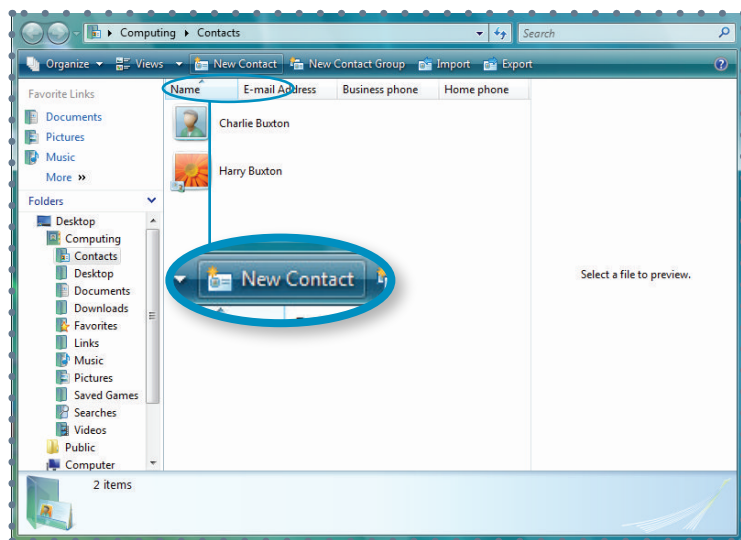 Computing Contacts Search
Organize Views New Contact New Contact Group Import Export
Favorite Links
Documents
Pictures
Music
More »
Folders
Desktop
Computing
Contacts
Desktop
Documents
Downloads
Favorites
Links
Music
Pictures
Saved Games
Searches
Videos
Public
Computer
Name E-mail Address Business phone Home phone
Charlie Buxton
Harry Buxton
New Contact
Select a file to preview.
2 items